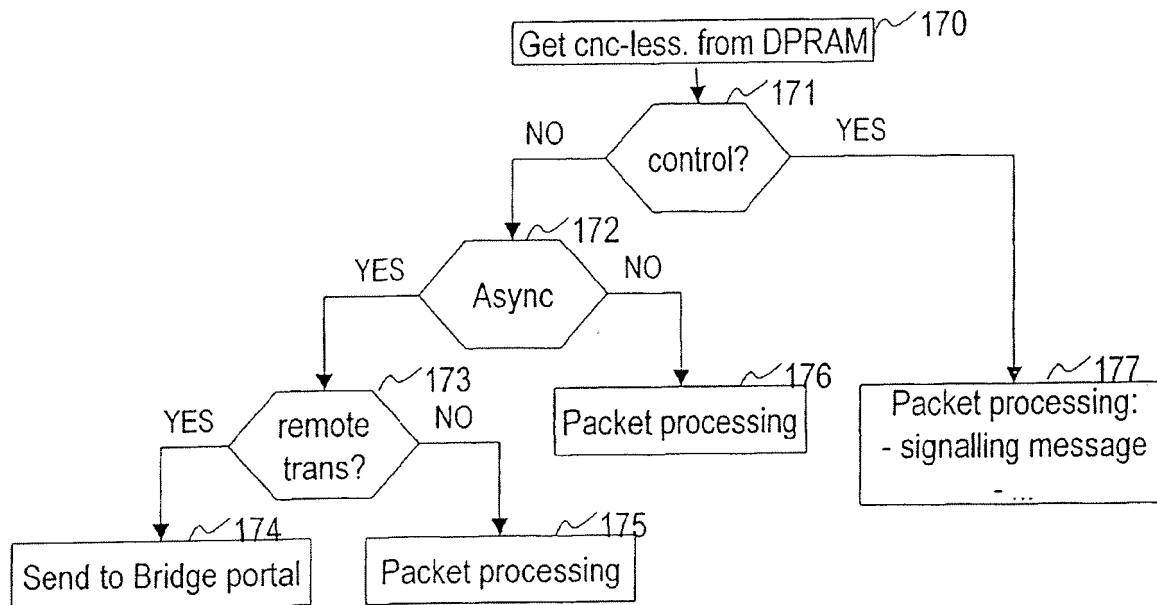 170
Get cnc-less. from DPRAM
171
NO
YES
control?
172
YES
NO
Async
173
176
177
YES
remote
trans?
NO
Packet processing
Packet processing:
- signalling message
- ...
174
175
Send to Bridge portal
Packet processing